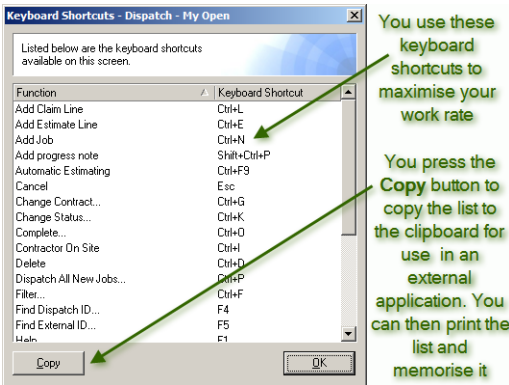 Keyboard Shortcuts - Dispatch - My Open
Listed below are the keyboard shortcuts
available on this screen.
Function Keyboard Shortcut
Add Claim Line Ctrl+L
Add Estimate Line Ctrl+E
Add Job Ctrl+N
Add progress note Shift+Ctrl+P
Automatic Estimating Ctrl+F9
Cancel Esc
Change Contract... Ctrl+G
Change Status... Ctrl+K
Complete... Ctrl+O
Contractor On Site Ctrl+I
Delete Ctrl+D
Dispatch All New Jobs... Ctrl+P
Filter... Ctrl+F
Find Dispatch ID... F4
Find External ID... F5
Help F1
Copy
OK
You use these
keyboard
shortcuts to
maximise your
work rate
You press the
Copy button to
copy the list to
the clipboard for
use in an
external
application. You
can then print the
list and
memorise it